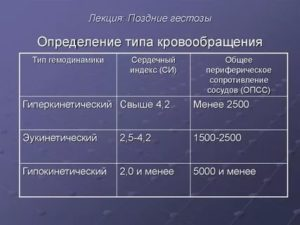 Лекция: Поздние гестозы
Определение типа кровообращения
Тип гемодинамики
Сердечный
индекс (СИ)
Общее
периферическое
сопротивление
сосудов (ОПСС)
Гиперкинетический Свыше 4,2 Менее 2500
Эукинетический 2,5-4,2 1500-2500
Гипокинетический 2,0 и менее 5000 и менее